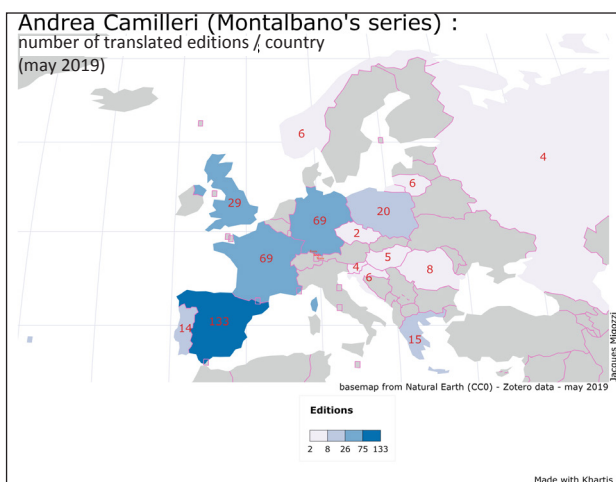 Andrea Camilleri (Montalbano's series) :
number of translated editions / country
(may 2019)
6
4
6
29
20
69
2
69
5
4
8
6
133
14
15
Jacques Migozzi
basemap from Natural Earth (CC0) - Zotero data - may 2019
Editions
2 8 26 75 133
Made with Khartis